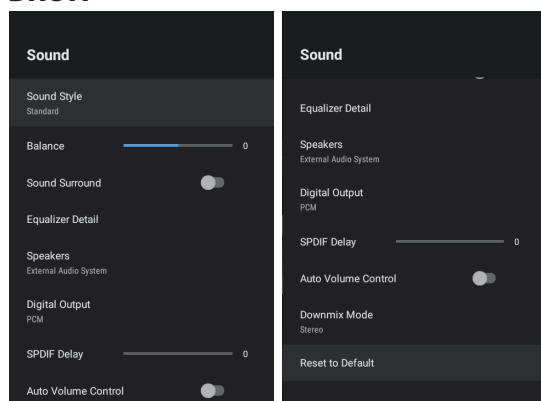 Sound
Sound Style
Standard
Balance 0
Sound Surround
Equalizer Detail
Speakers
External Audio System
Digital Output
PCM
SPDIF Delay 0
Auto Volume Control
Sound
Equalizer Detail
Speakers
External Audio System
Digital Output
PCM
SPDIF Delay 0
Auto Volume Control
Downmix Mode
Stereo
Reset to Default